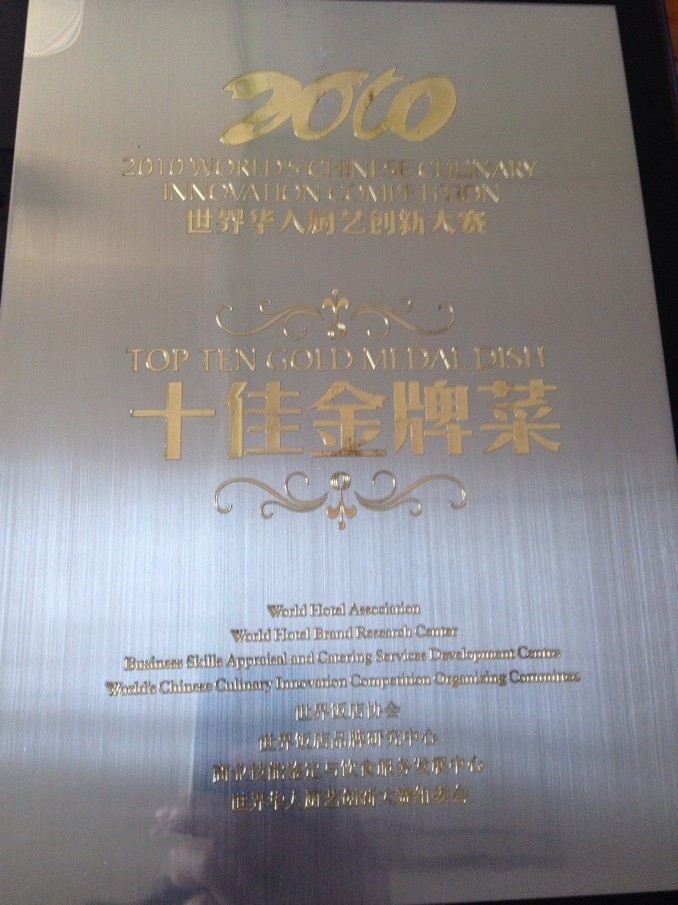 2010
2010 WORLD'S CHINESE CULINARY
INNOVATION COMPETITION
世界华人厨艺创新大赛
TOP TEN GOLD MEDAL DISH
十佳金牌菜
World Hotel Association
World Hotel Brand Research Center
Business Skills Appraisal and Catering Services Development Centre
World's Chinese Culinary Innovation Competition Organising Committee
世界饭店协会
世界饭店品牌研究中心
商业技能鉴定与饮食服务发展中心
世界华人厨艺创新大赛组委会